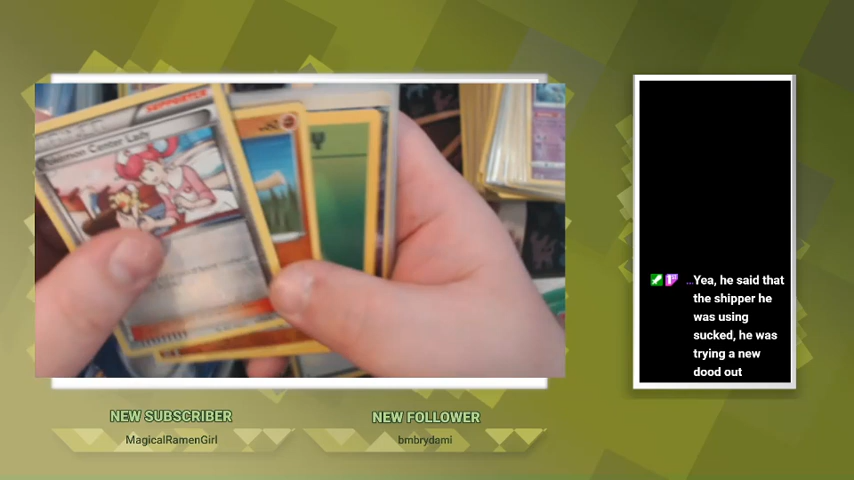 SUPPORTER
Pokémon Center Lady
...Yea, he said that
the shipper he
was using
sucked, he was
trying a new
dood out
NEW SUBSCRIBER
NEW FOLLOWER
MagicalRamenGirl
bmbrydami